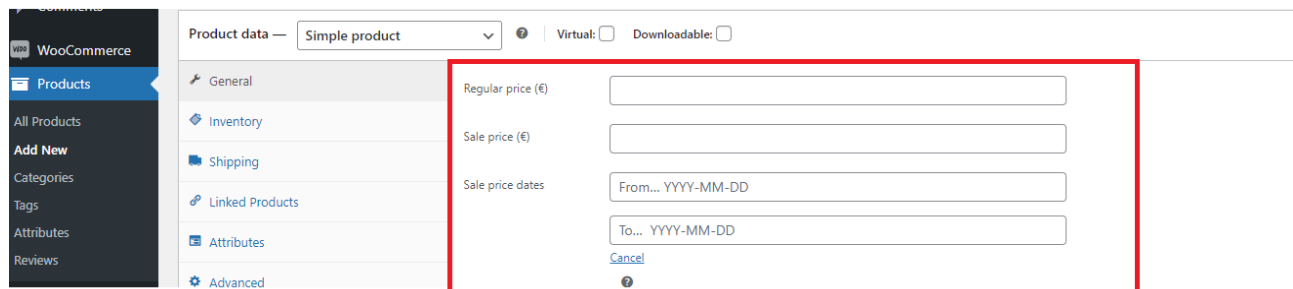 Comments
WooCommerce
Products
All Products
Add New
Categories
Tags
Attributes
Reviews
Product data — Simple product Virtual: Downloadable:
General
Inventory
Shipping
Linked Products
Attributes
Advanced
Regular price (€)
Sale price (€)
Sale price dates
From... YYYY-MM-DD
To... YYYY-MM-DD
Cancel